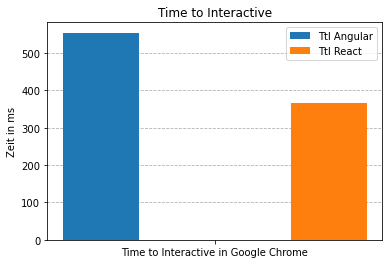 Time to Interactive
TtI Angular
TtI React
Zeit in ms
500
400
300
200
100
0
Time to Interactive in Google Chrome